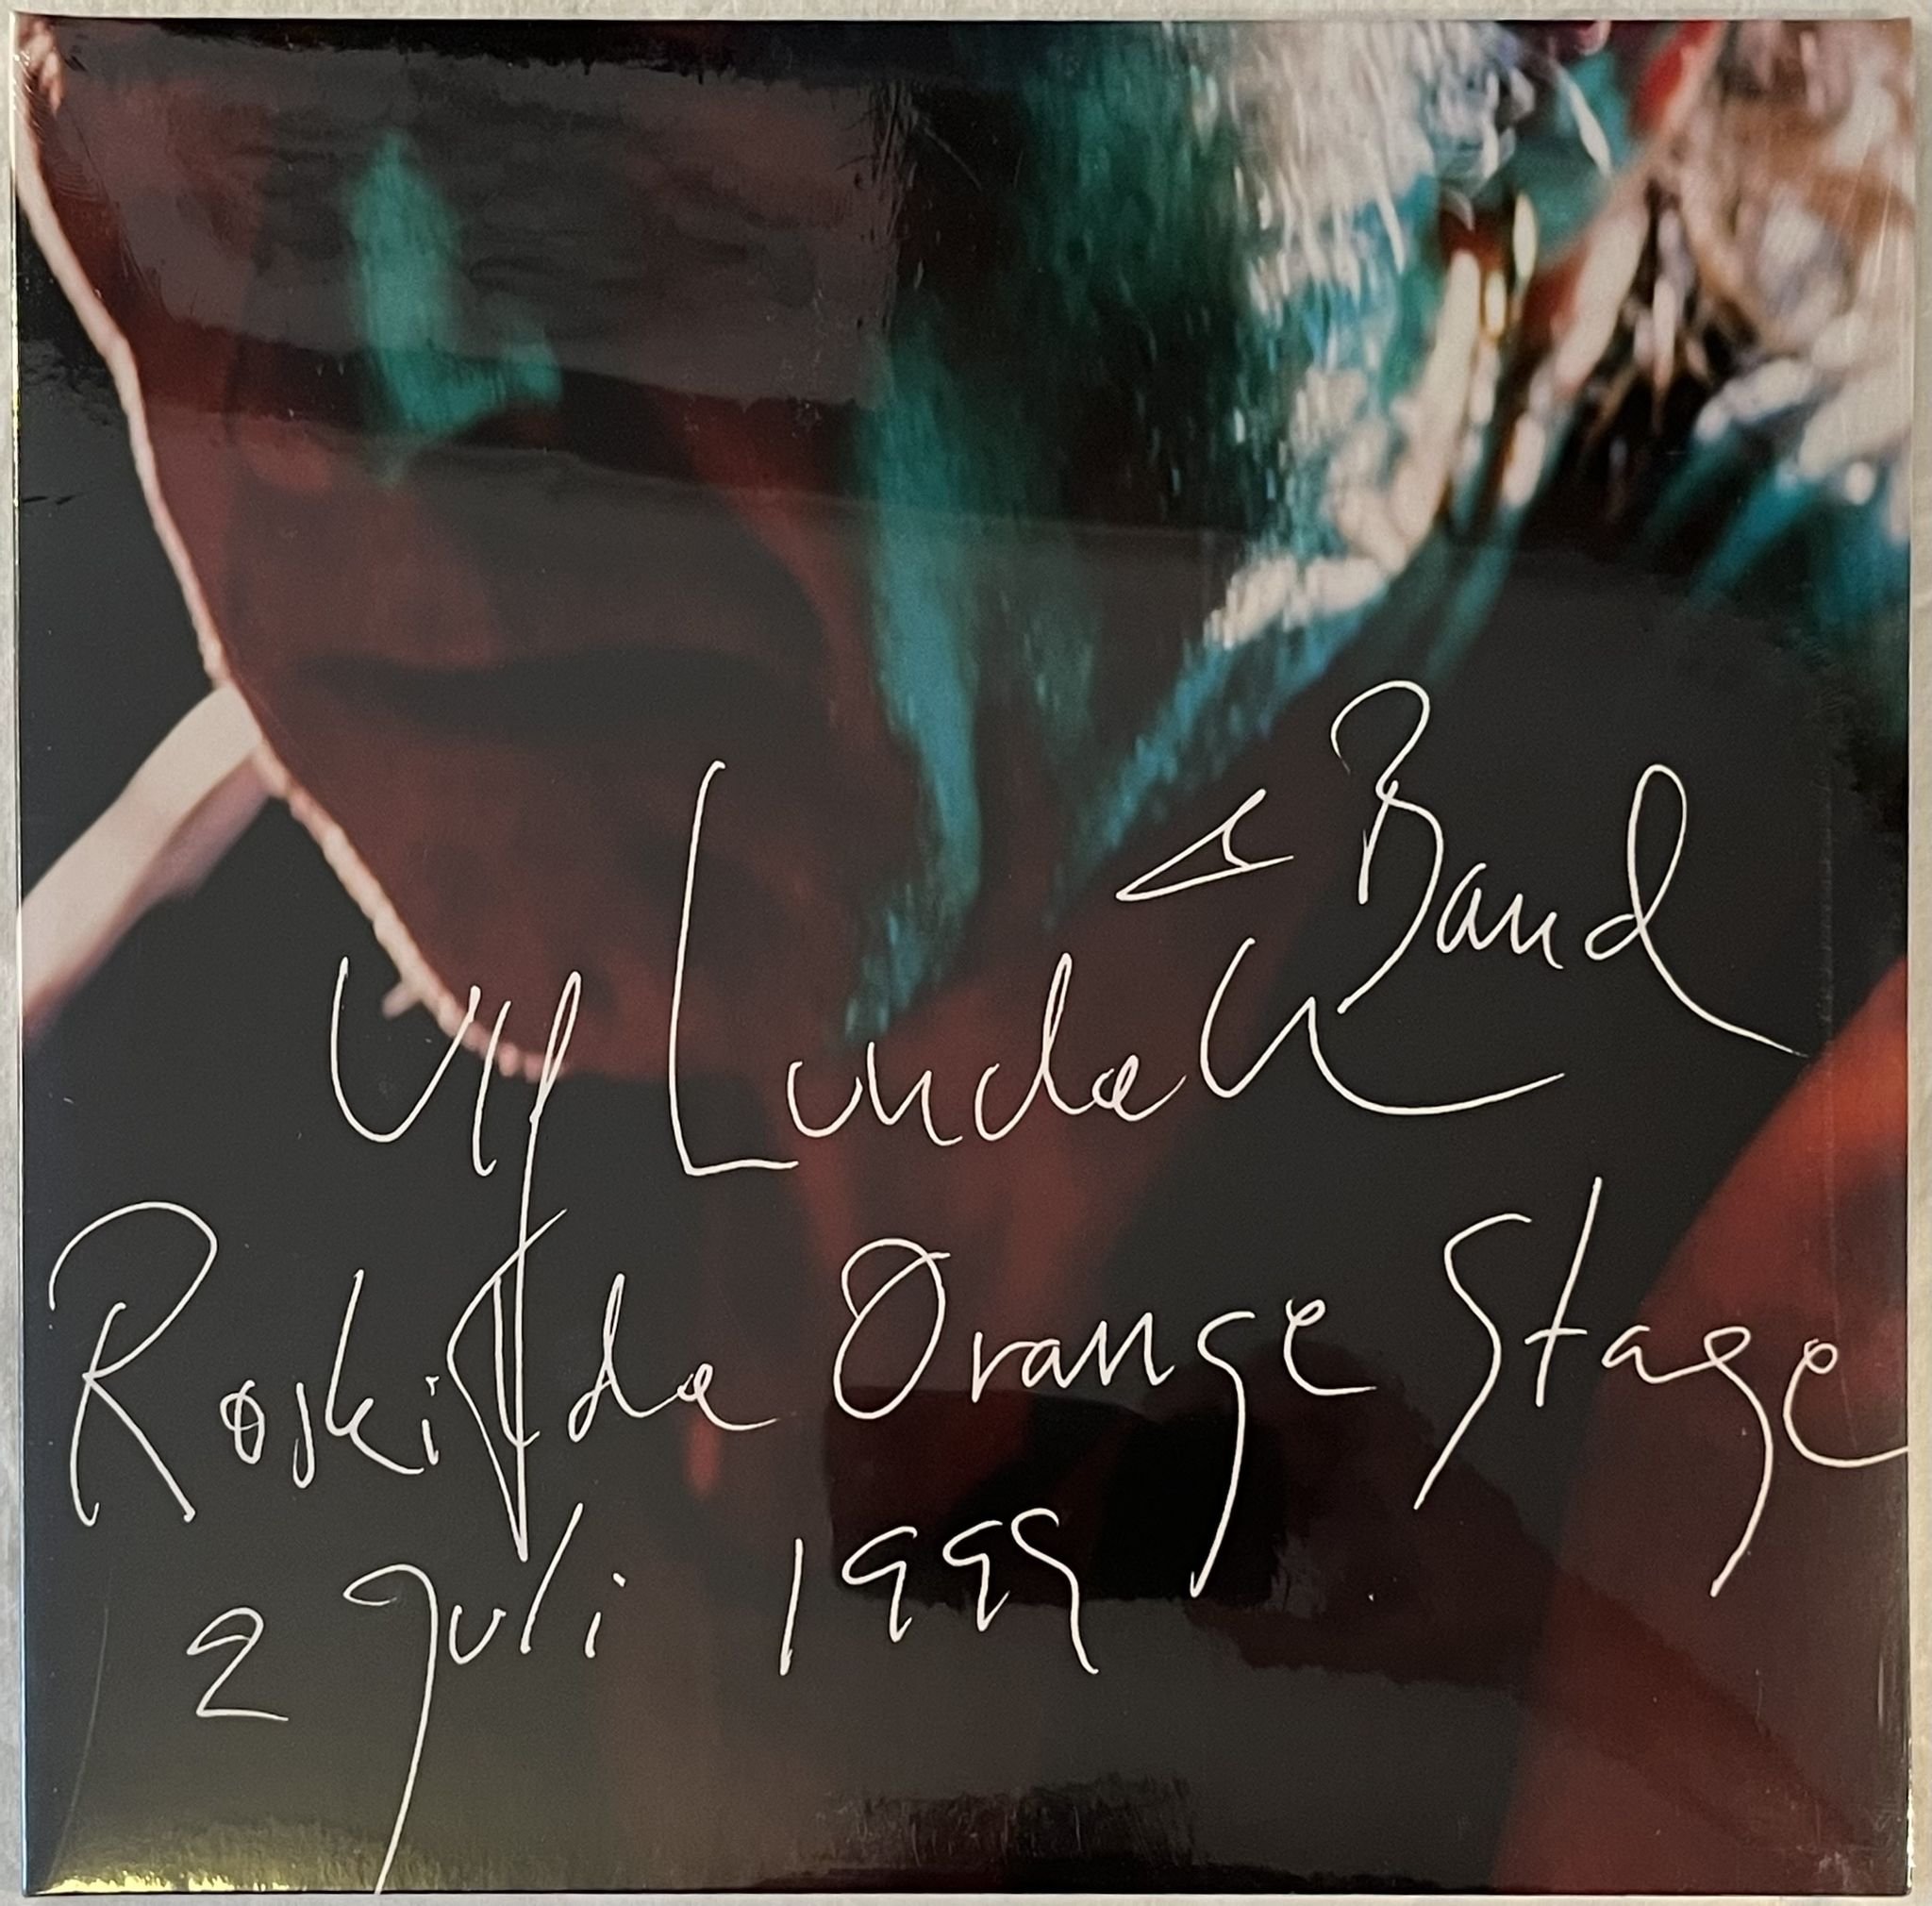 Ulf Lundell & Band
Roskilde Orange Stage
2 Juli 1999